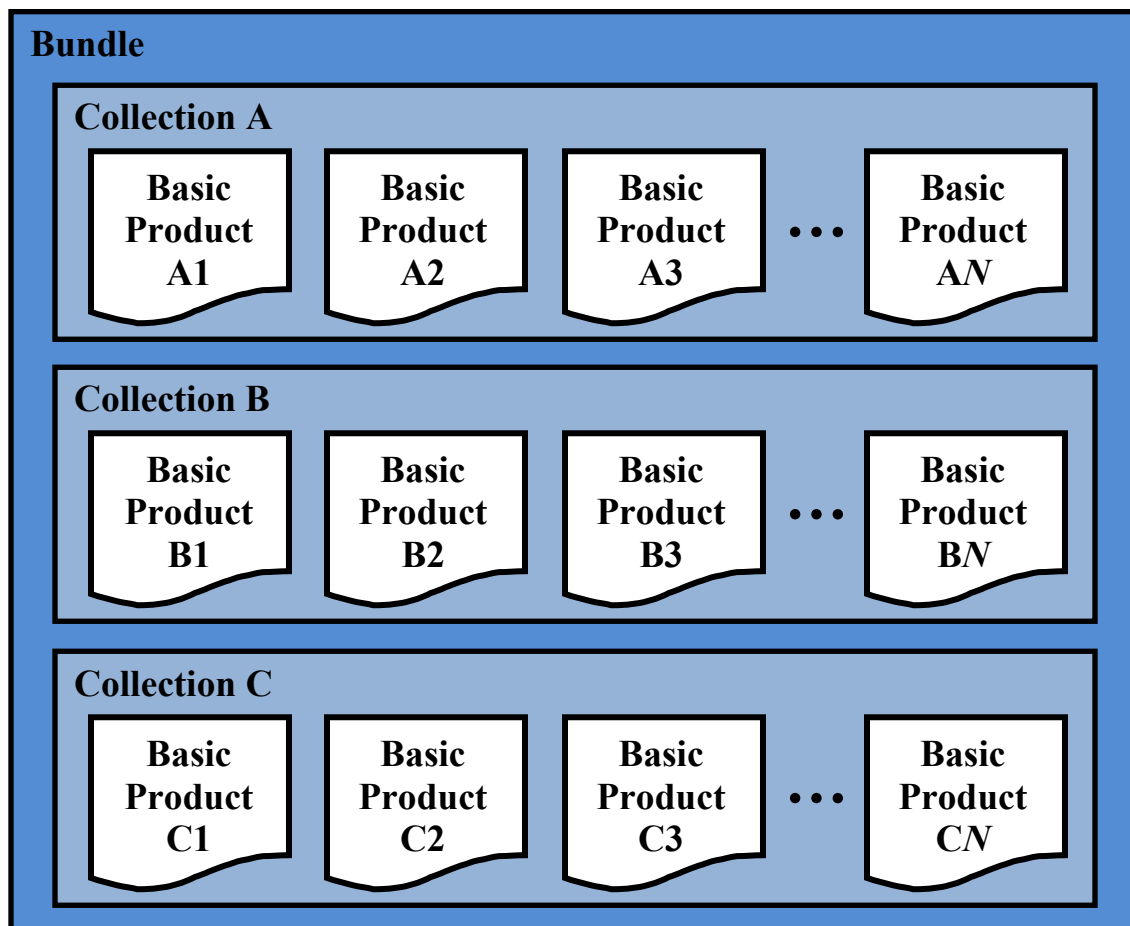 Bundle
Collection A
Basic Product A1
Basic Product A2
Basic Product A3
...
Basic Product AN
Collection B
Basic Product B1
Basic Product B2
Basic Product B3
...
Basic Product BN
Collection C
Basic Product C1
Basic Product C2
Basic Product C3
...
Basic Product CN